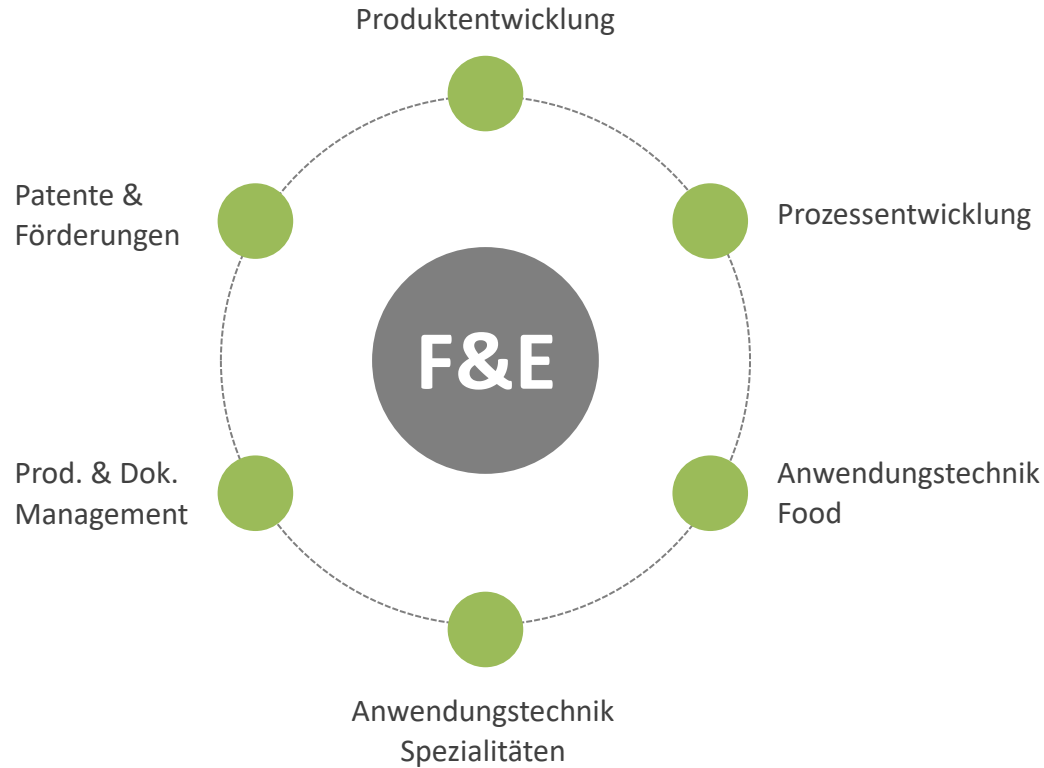 Produktentwicklung
Patente &
Förderungen
Prozessentwicklung
F&E
Prod. & Dok.
Management
Anwendungstechnik
Food
Anwendungstechnik
Spezialitäten